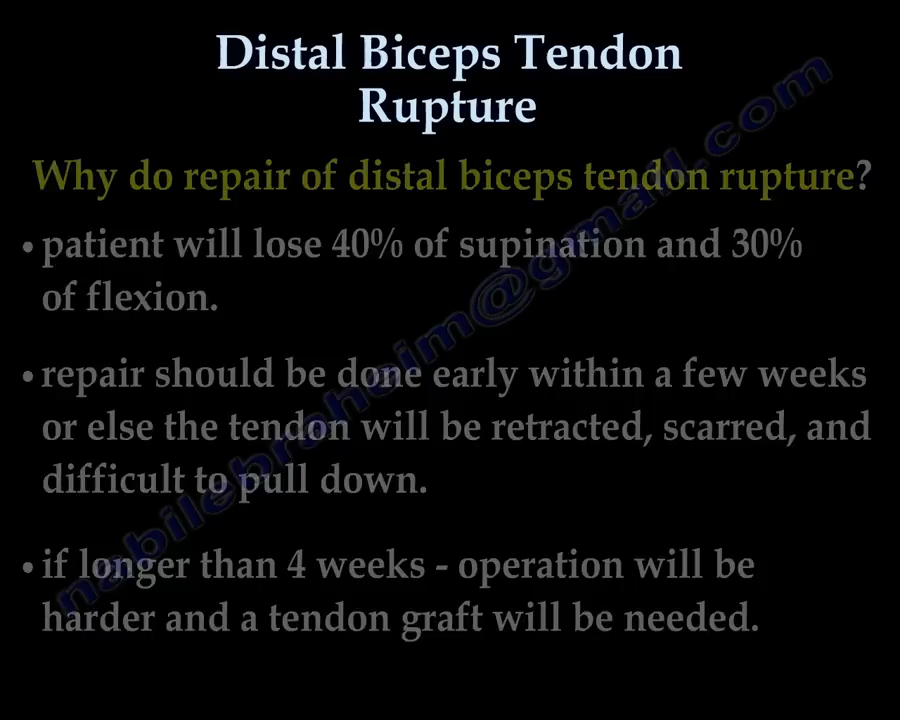 Distal Biceps Tendon
Rupture
Why do repair of distal biceps tendon rupture?
• patient will lose 40% of supination and 30%
of flexion.
• repair should be done early within a few weeks
or else the tendon will be retracted, scarred, and
difficult to pull down.
• if longer than 4 weeks - operation will be
harder and a tendon graft will be needed.
nabilebraheim@gmail.com